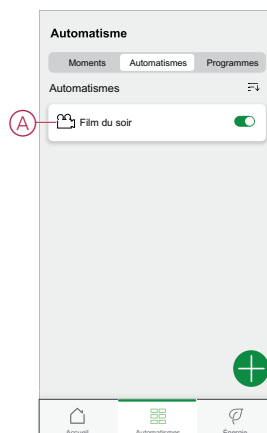 Automatisme
Moments Automatismes Programmes
Automatismes
A
Film du soir
Accueil Automatismes Énergie